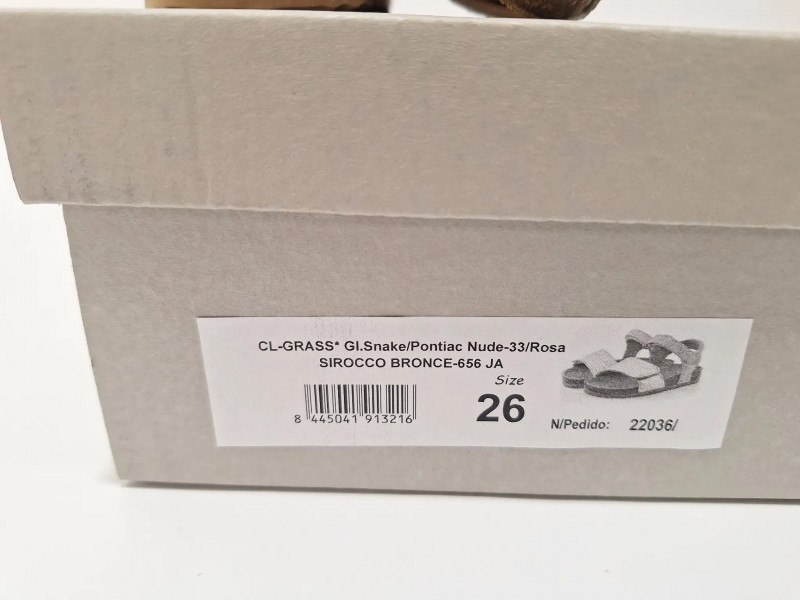 CL-GRASS* Gl.Snake/Pontiac Nude-33/Rosa
SIROCCO BRONCE-656 JA
Size
26
8 445041 913216
N/Pedido: 22036/